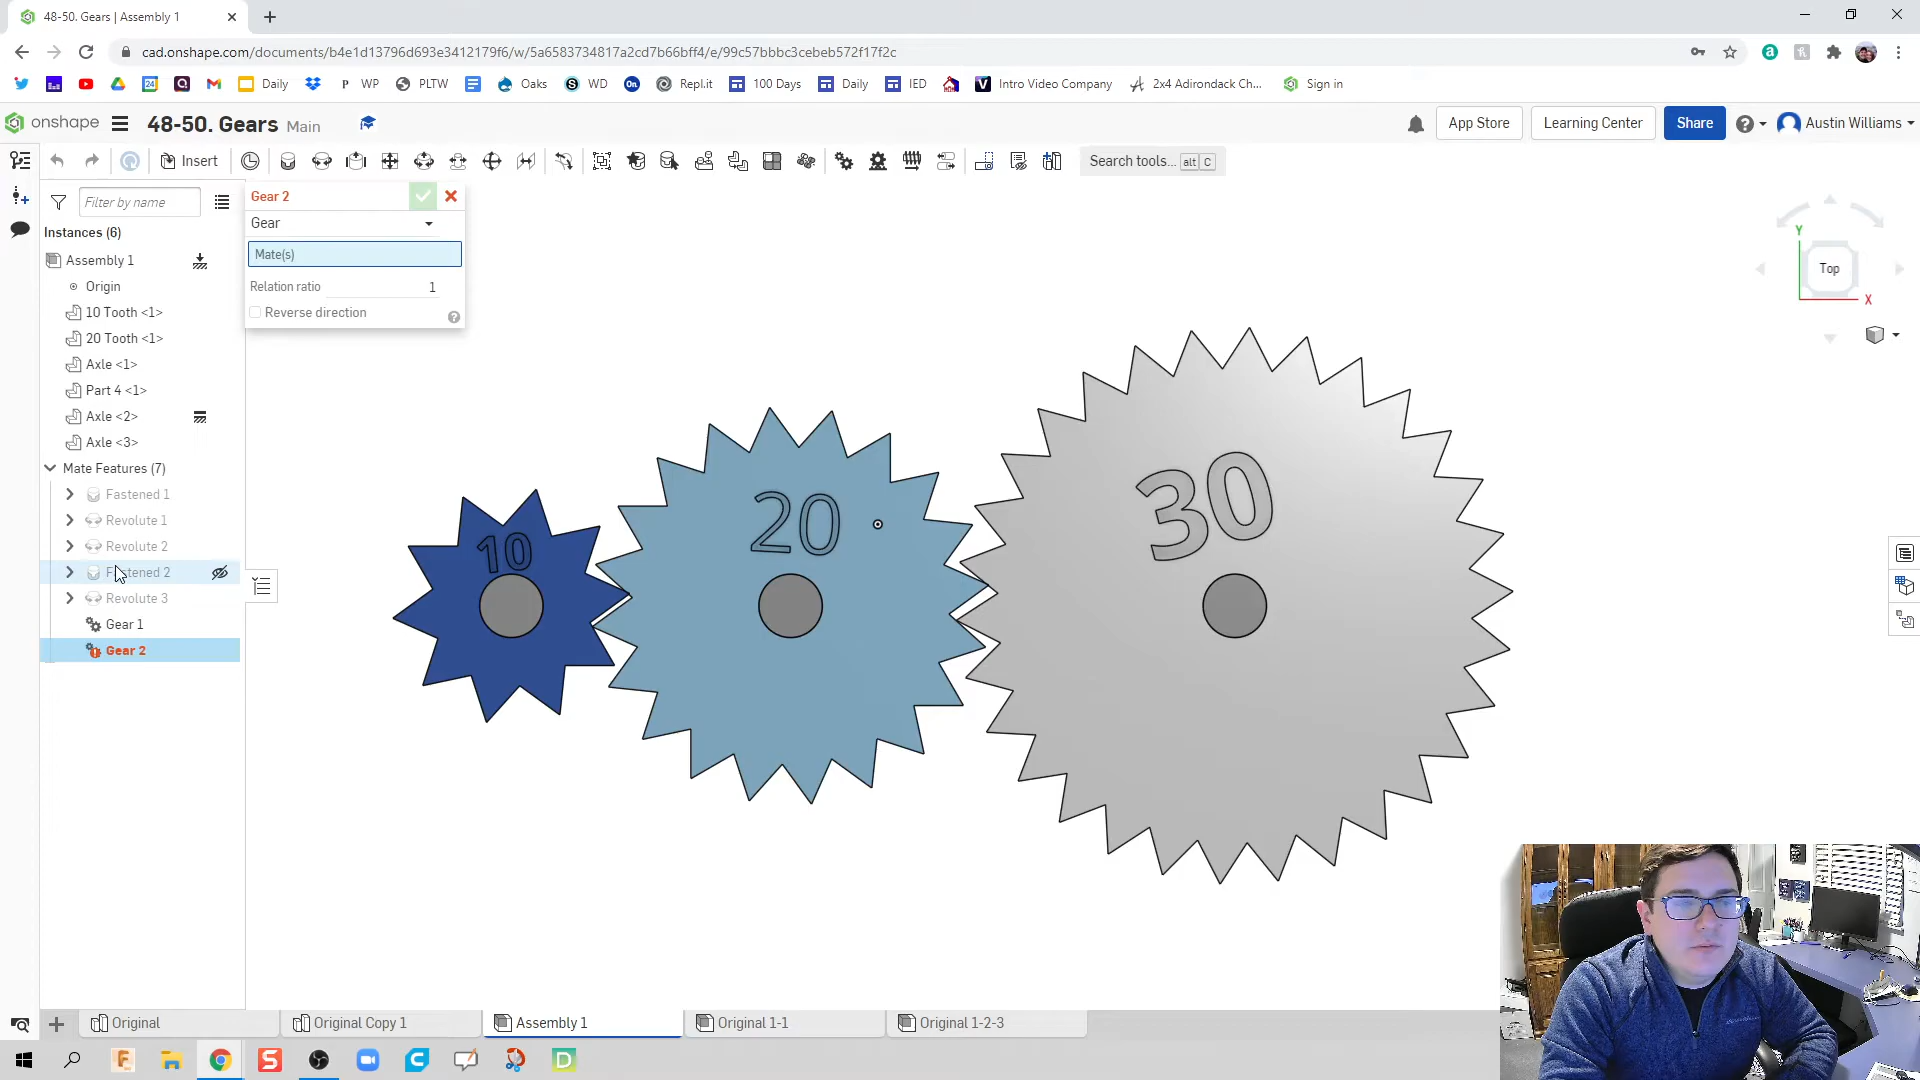 48-50. Gears | Assembly 1
cad.onshape.com/documents/b4e1d13796d693e3412179f6/w/5a6583734817a2cd7b66bff4/e/99c57bbbc3cebeb572f17f2c
Daily
WP
PLTW
Oaks
WD
Repl.it
100 Days
Daily
IED
Intro Video Company
2x4 Adirondack Ch...
Sign in
onshape
48-50. Gears Main
App Store
Learning Center
Share
Austin Williams
Insert
Search tools... alt C
Filter by name
Gear 2
Gear
Mate(s)
Relation ratio 1
Reverse direction
Instances (6)
Assembly 1
Origin
10 Tooth <1>
20 Tooth <1>
Axle <1>
Part 4 <1>
Axle <2>
Axle <3>
Mate Features (7)
Fastened 1
Revolute 1
Revolute 2
Fastened 2
Revolute 3
Gear 1
Gear 2
10
20
30
Y
Top
X
Original
Original Copy 1
Assembly 1
Original 1-1
Original 1-2-3